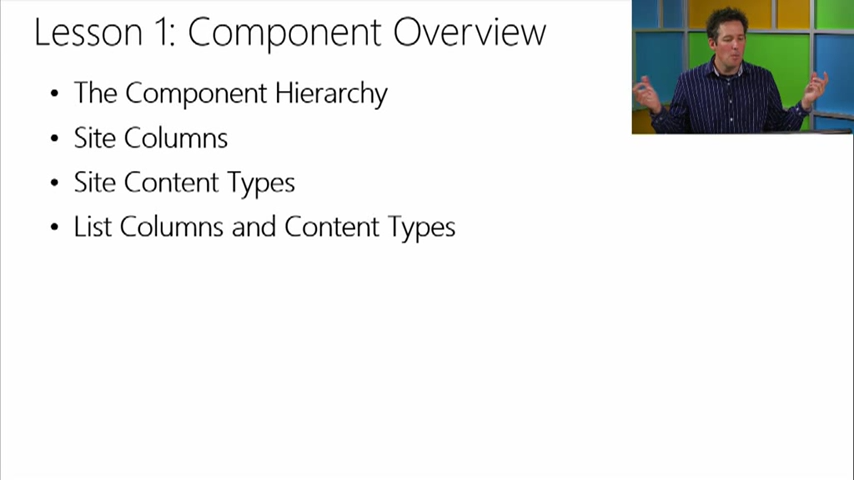 Lesson 1: Component Overview
• The Component Hierarchy
• Site Columns
• Site Content Types
• List Columns and Content Types